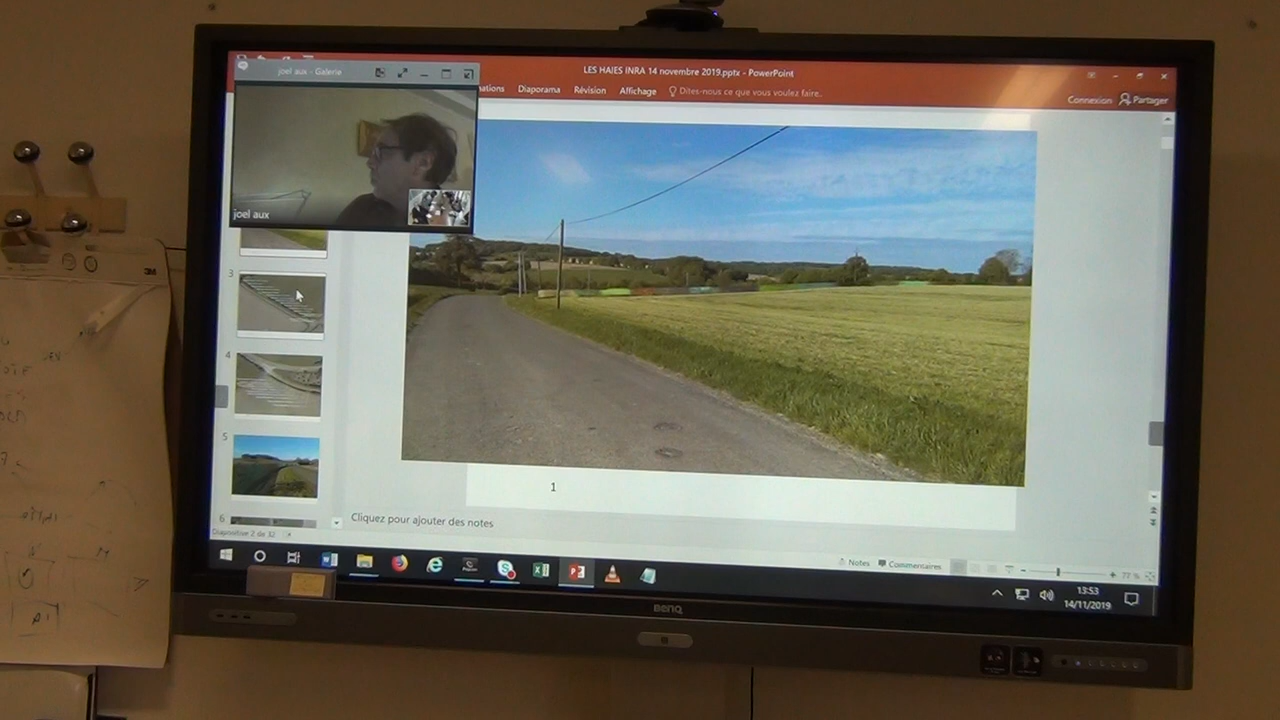 joel aux - Galerie
LES HAIES INRA 14 novembre 2019.pptx - PowerPoint
Diaporama Révision Affichage Dites-nous ce que vous voulez faire...
Connexion Partager
joel aux
3
4
5
6
1
Cliquez pour ajouter des notes
Diapositive 2 de 32
Notes Commentaires
77 %
13:53
14/11/2019
BenQ
3M